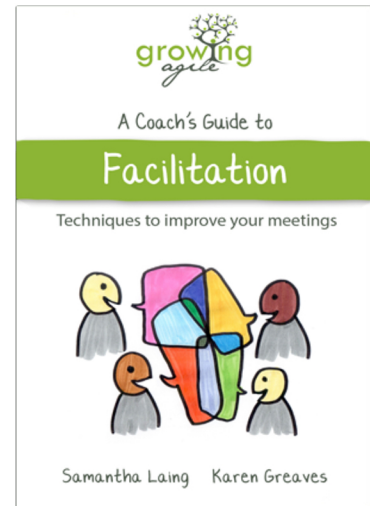 growing
agile
A Coach's Guide to
Facilitation
Techniques to improve your meetings
Samantha Laing Karen Greaves